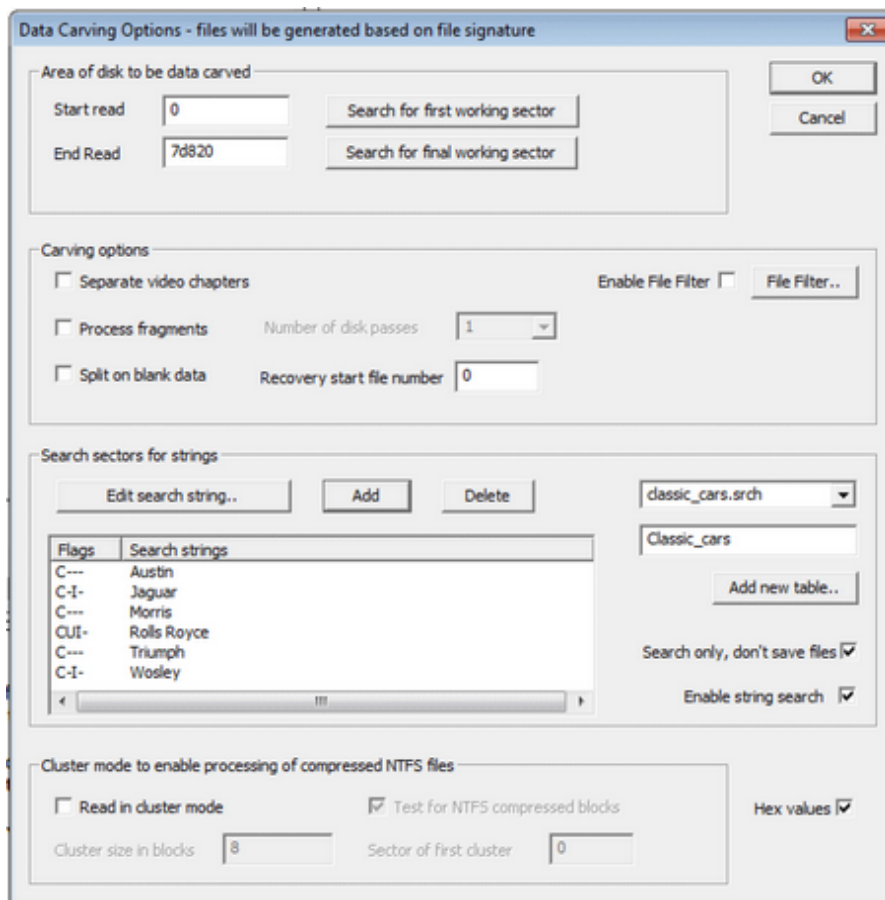 Data Carving Options - files will be generated based on file signature
Area of disk to be data carved
OK
Start read 0 Search for first working sector
Cancel
End Read 7d820 Search for final working sector
Carving options
Separate video chapters Enable File Filter File Filter..
Process fragments Number of disk passes 1
Split on blank data Recovery start file number 0
Search sectors for strings
Edit search string.. Add Delete classic_cars.srch
Classic_cars
Flags Search strings
C--- Austin
C-I- Jaguar
Add new table..
C--- Morris
CUI- Rolls Royce
C--- Triumph
Search only, don't save files
C-I- Wosley
Enable string search
Cluster mode to enable processing of compressed NTFS files
Read in cluster mode Test for NTFS compressed blocks Hex values
Cluster size in blocks 8 Sector of first cluster 0